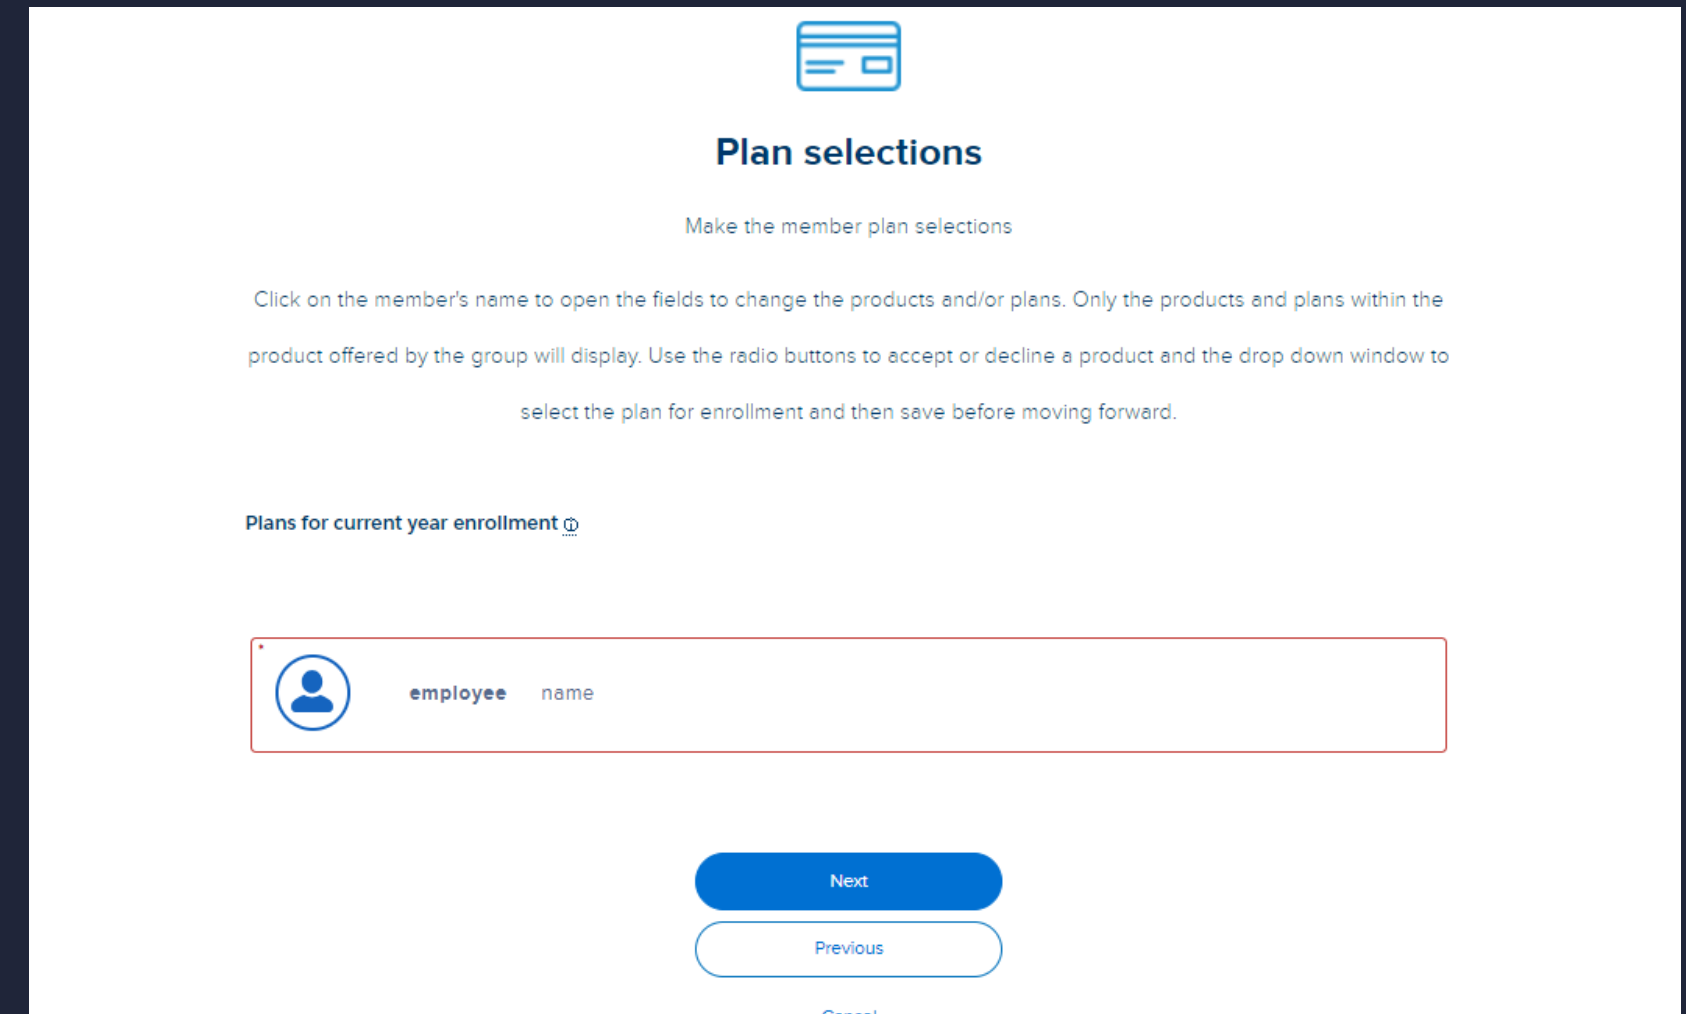 Plan selections
Make the member plan selections
Click on the member's name to open the fields to change the products and/or plans. Only the products and plans within the
product offered by the group will display. Use the radio buttons to accept or decline a product and the drop down window to
select the plan for enrollment and then save before moving forward.
Plans for current year enrollment
*
employee name
Next
Previous
Cancel